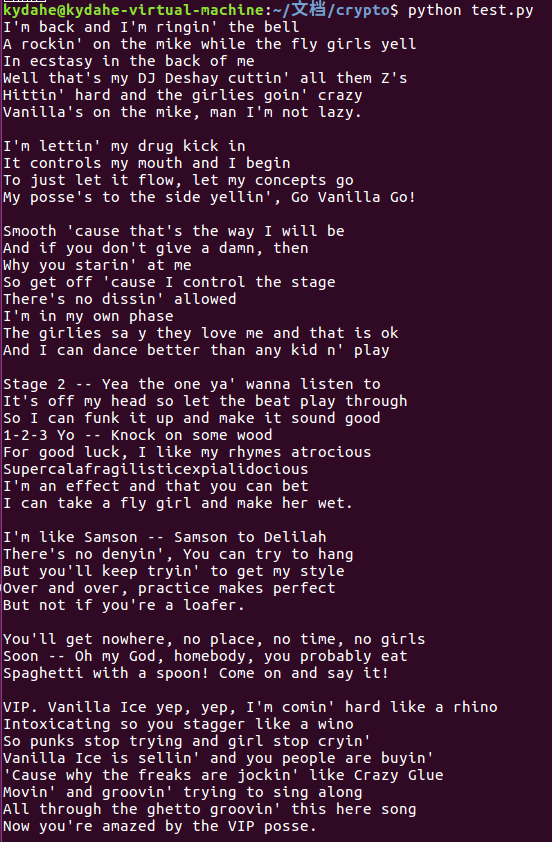 kydahe@kydahe-virtual-machine:~/文档/crypto$ python test.py
I'm back and I'm ringin' the bell
A rockin' on the mike while the fly girls yell
In ecstasy in the back of me
Well that's my DJ Deshay cuttin' all them Z's
Hittin' hard and the girlies goin' crazy
Vanilla's on the mike, man I'm not lazy.

I'm lettin' my drug kick in
It controls my mouth and I begin
To just let it flow, let my concepts go
My posse's to the side yellin', Go Vanilla Go!

Smooth 'cause that's the way I will be
And if you don't give a damn, then
Why you starin' at me
So get off 'cause I control the stage
There's no dissin' allowed
I'm in my own phase
The girlies sa y they love me and that is ok
And I can dance better than any kid n' play

Stage 2 -- Yea the one ya' wanna listen to
It's off my head so let the beat play through
So I can funk it up and make it sound good
1-2-3 Yo -- Knock on some wood
For good luck, I like my rhymes atrocious
Supercalafragilisticexpialidocious
I'm an effect and that you can bet
I can take a fly girl and make her wet.

I'm like Samson -- Samson to Delilah
There's no denyin', You can try to hang
But you'll keep tryin' to get my style
Over and over, practice makes perfect
But not if you're a loafer.

You'll get nowhere, no place, no time, no girls
Soon -- Oh my God, homebody, you probably eat
Spaghetti with a spoon! Come on and say it!

VIP. Vanilla Ice yep, yep, I'm comin' hard like a rhino
Intoxicating so you stagger like a wino
So punks stop trying and girl stop cryin'
Vanilla Ice is sellin' and you people are buyin'
'Cause why the freaks are jockin' like Crazy Glue
Movin' and groovin' trying to sing along
All through the ghetto groovin' this here song
Now you're amazed by the VIP posse.